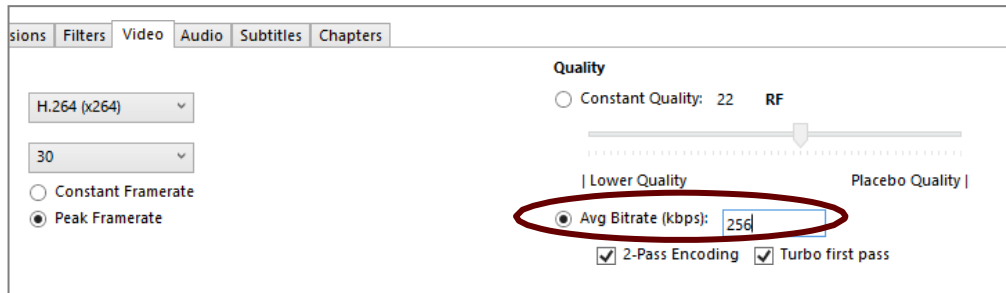 sions Filters Video Audio Subtitles Chapters
Quality
Constant Quality: 22 RF
H.264 (x264)
30
| Lower Quality Placebo Quality |
Constant Framerate
Peak Framerate
Avg Bitrate (kbps): 256
2-Pass Encoding Turbo first pass